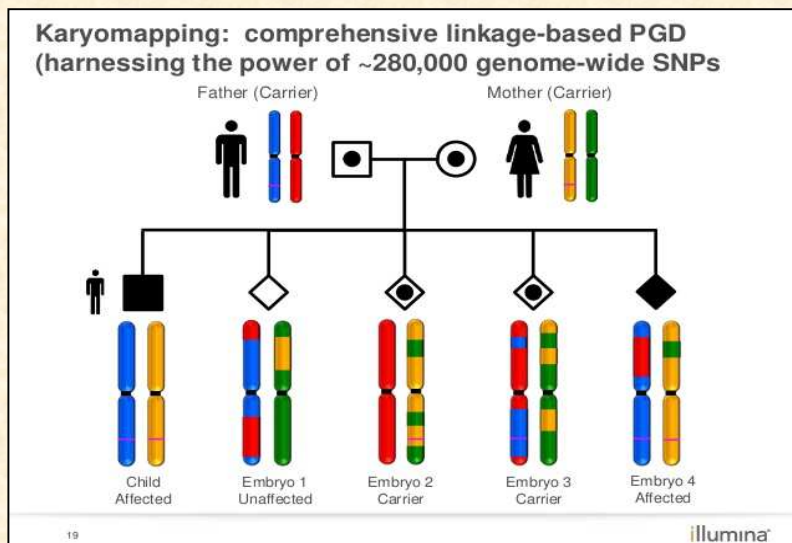 Karyomapping: comprehensive linkage-based PGD
(harnessing the power of ~280,000 genome-wide SNPs
Father (Carrier)
Mother (Carrier)
Child
Affected
Embryo 1
Unaffected
Embryo 2
Carrier
Embryo 3
Carrier
Embryo 4
Affected
19
illumina